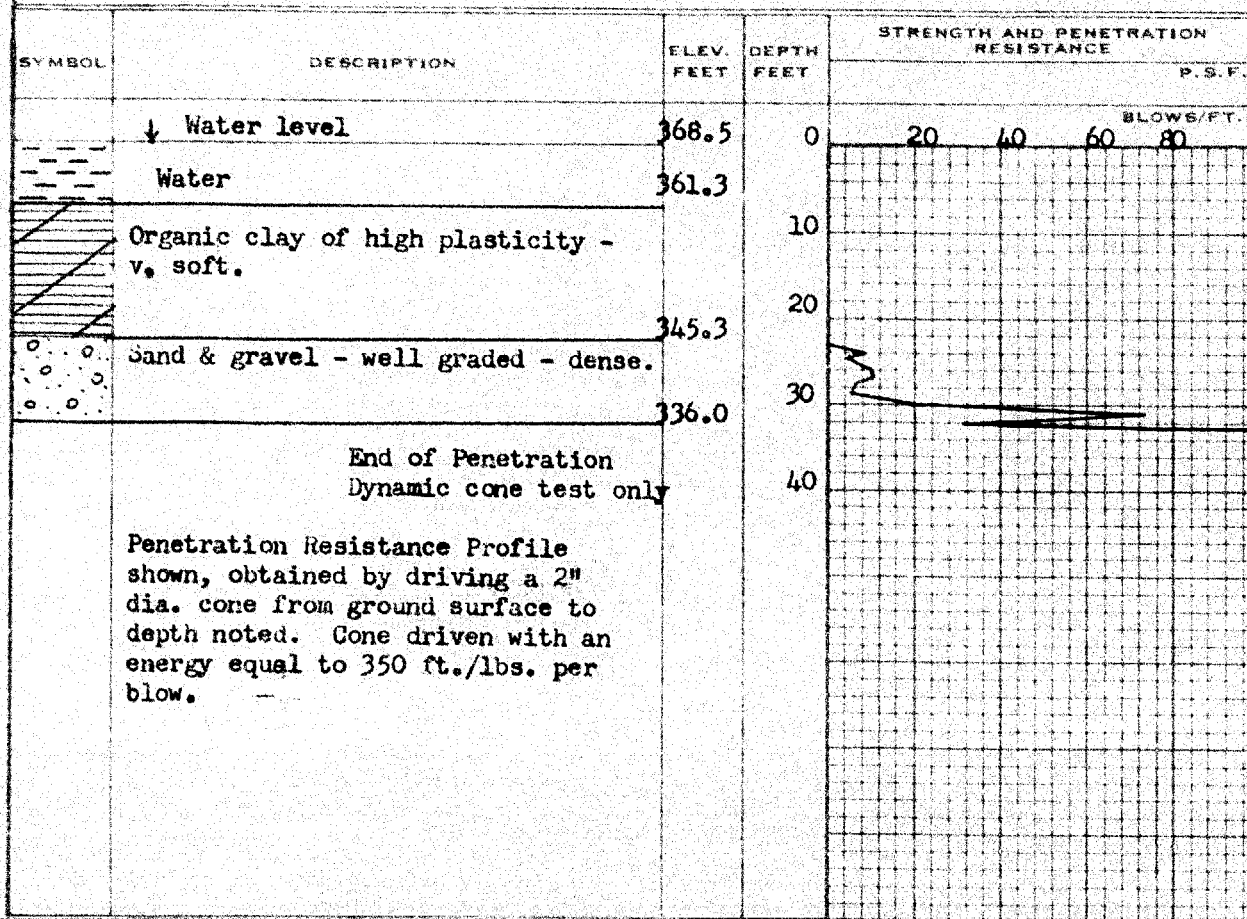 STRENGTH AND PENETRATION
RESISTANCE
SYMBOL DESCRIPTION ELEV. FEET DEPTH FEET
P.S.F.
BLOWS/FT.
↓ Water level 368.5 0 20 40 60 80
Water 361.3
10
Organic clay of high plasticity -
v. soft.
20
345.3
Sand & gravel - well graded - dense.
30
336.0
End of Penetration
Dynamic cone test only 40
Penetration Resistance Profile
shown, obtained by driving a 2"
dia. cone from ground surface to
depth noted. Cone driven with an
energy equal to 350 ft./lbs. per
blow. -